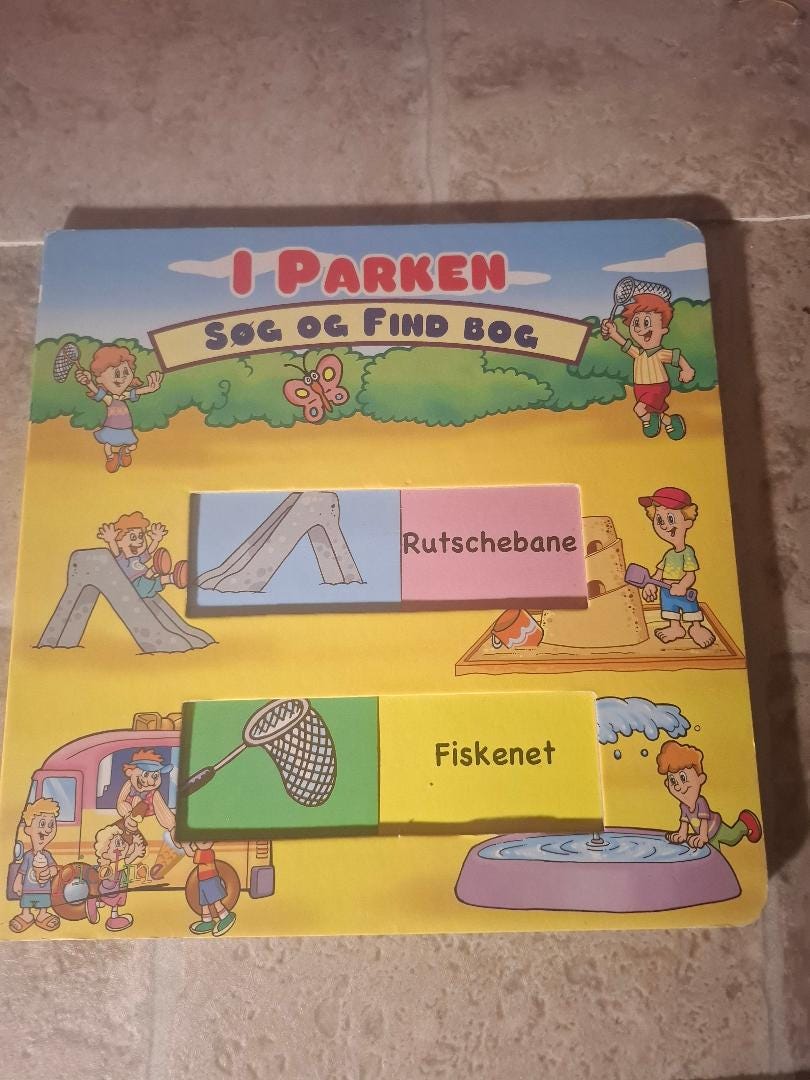 I PARKEN
SØG OG FIND BOG
Rutschebane
Fiskenet